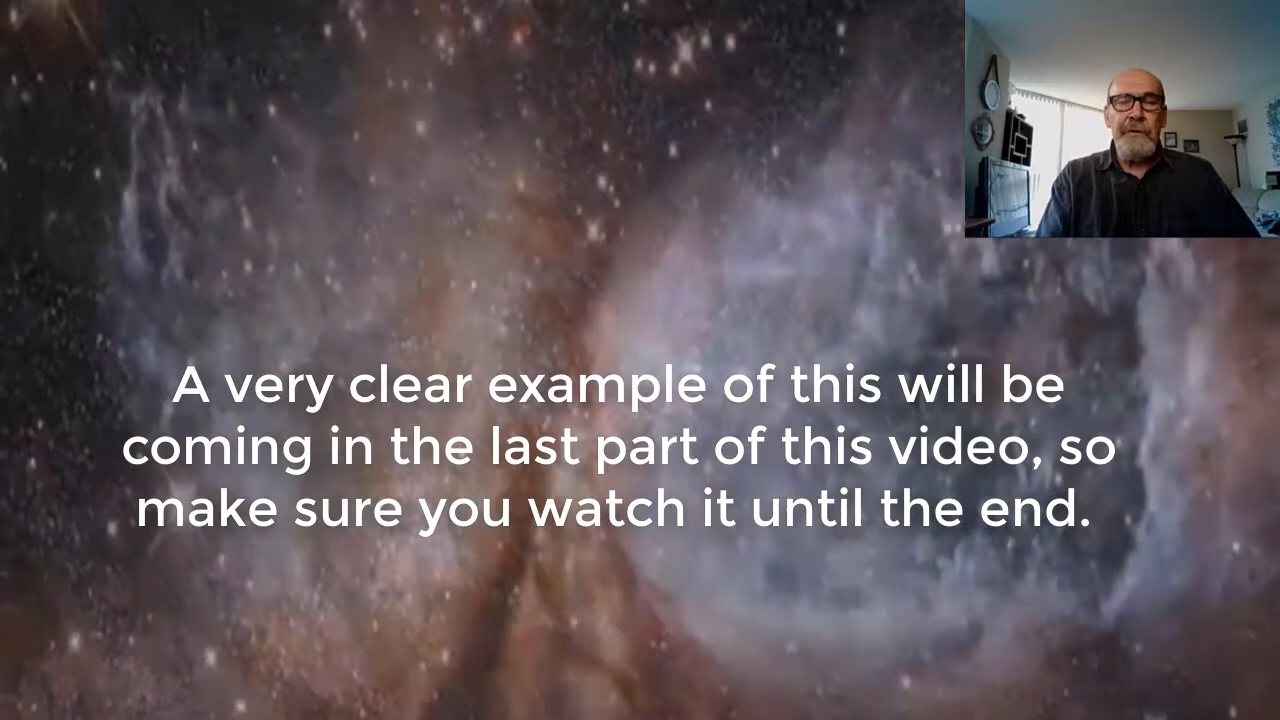 A very clear example of this will be
coming in the last part of this video, so
make sure you watch it until the end.